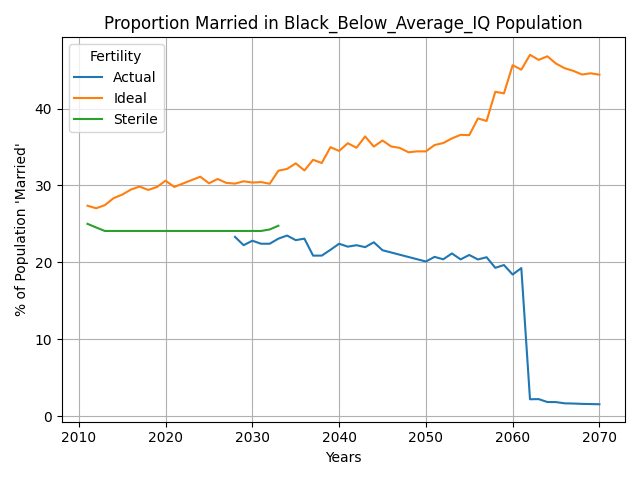 Proportion Married in Black_Below_Average_IQ Population
Fertility
Actual
Ideal
Sterile
% of Population 'Married'
40
30
20
10
0
2010 2020 2030 2040 2050 2060 2070
Years